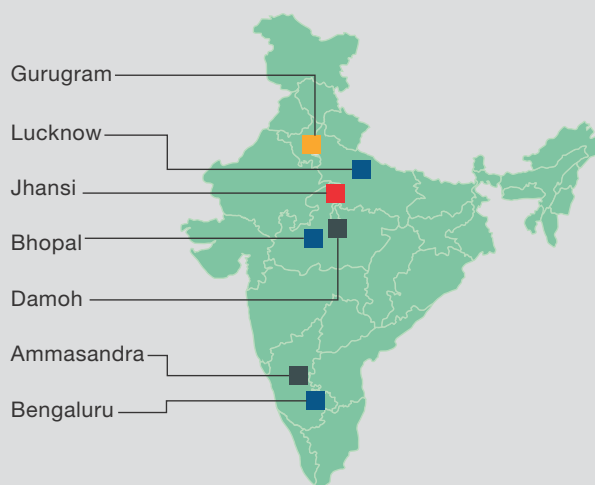 Gurugram
Lucknow
Jhansi
Bhopal
Damoh
Ammasandra
Bengaluru